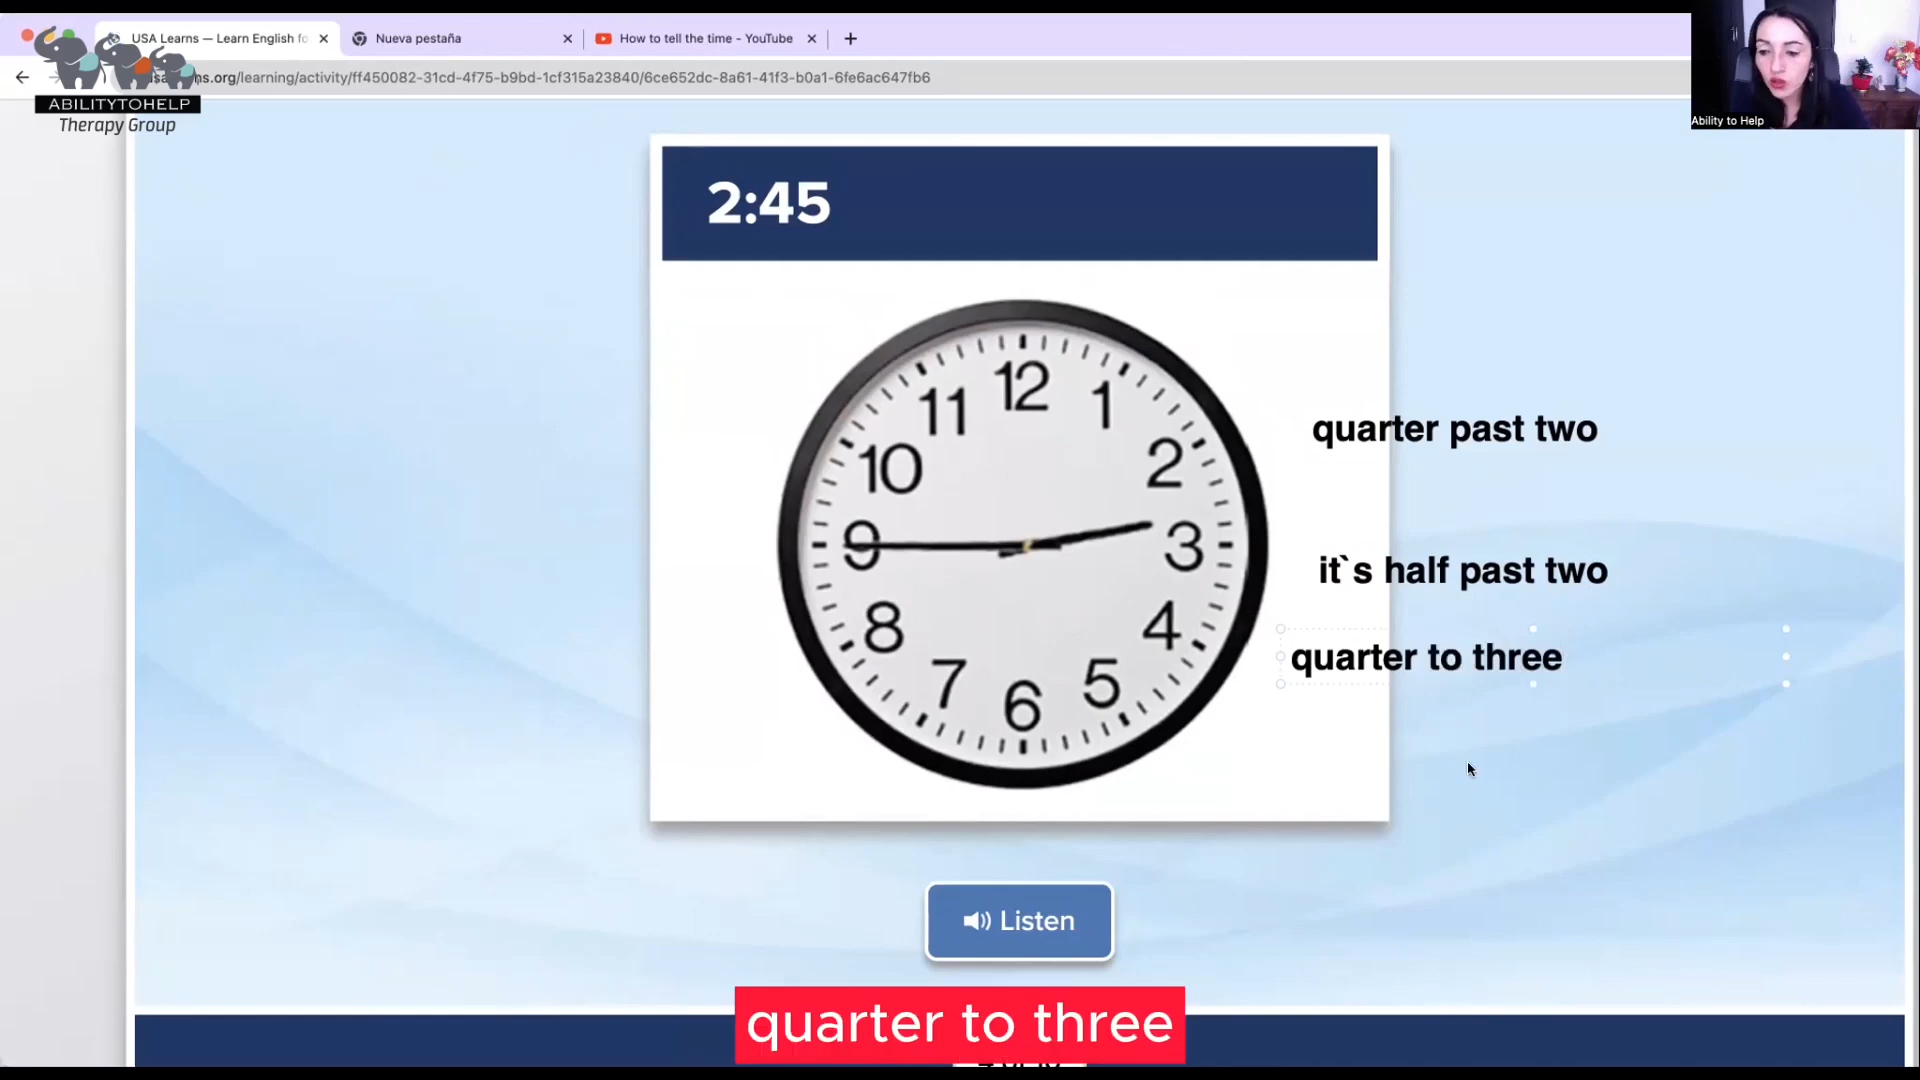 USA Learns — Learn English fo
Nueva pestaña
How to tell the time - YouTube
ns.org/learning/activity/ff450082-31cd-4f75-b9bd-1cf315a23840/6ce652dc-8a61-41f3-b0a1-6fe6ac647fb6
ABILITYTOHELP
Therapy Group
Ability to Help
2:45
12
11
1
10
2
9
3
8
4
7
5
6
quarter past two
it`s half past two
quarter to three
Listen
quarter to three